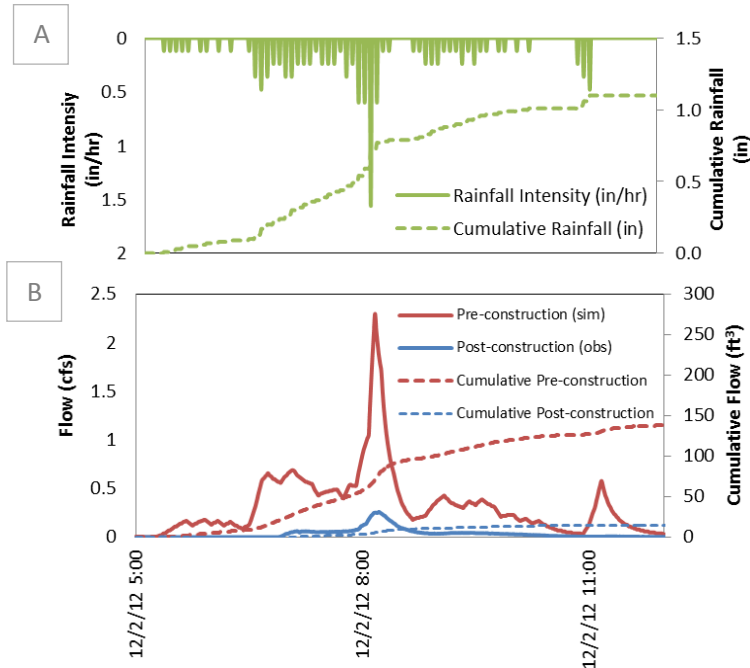 A
0
0.5
1
1.5
2
Rainfall Intensiy
(in/hr)
1.5
1.0
0.5
0.0
Cumulative Rainfall
(in)
Rainfall Intensity (in/hr)
Cumulative Rainfall (in)
B
2.5
2
1.5
1
0.5
0
Flow (cfs)
300
250
200
150
100
50
0
Cumulative Flow (ft³)
Pre-construction (sim)
Post-construction (obs)
Cumulative Pre-construction
Cumulative Post-construction
12/2/12 5:00
12/2/12 8:00
12/2/12 11:00